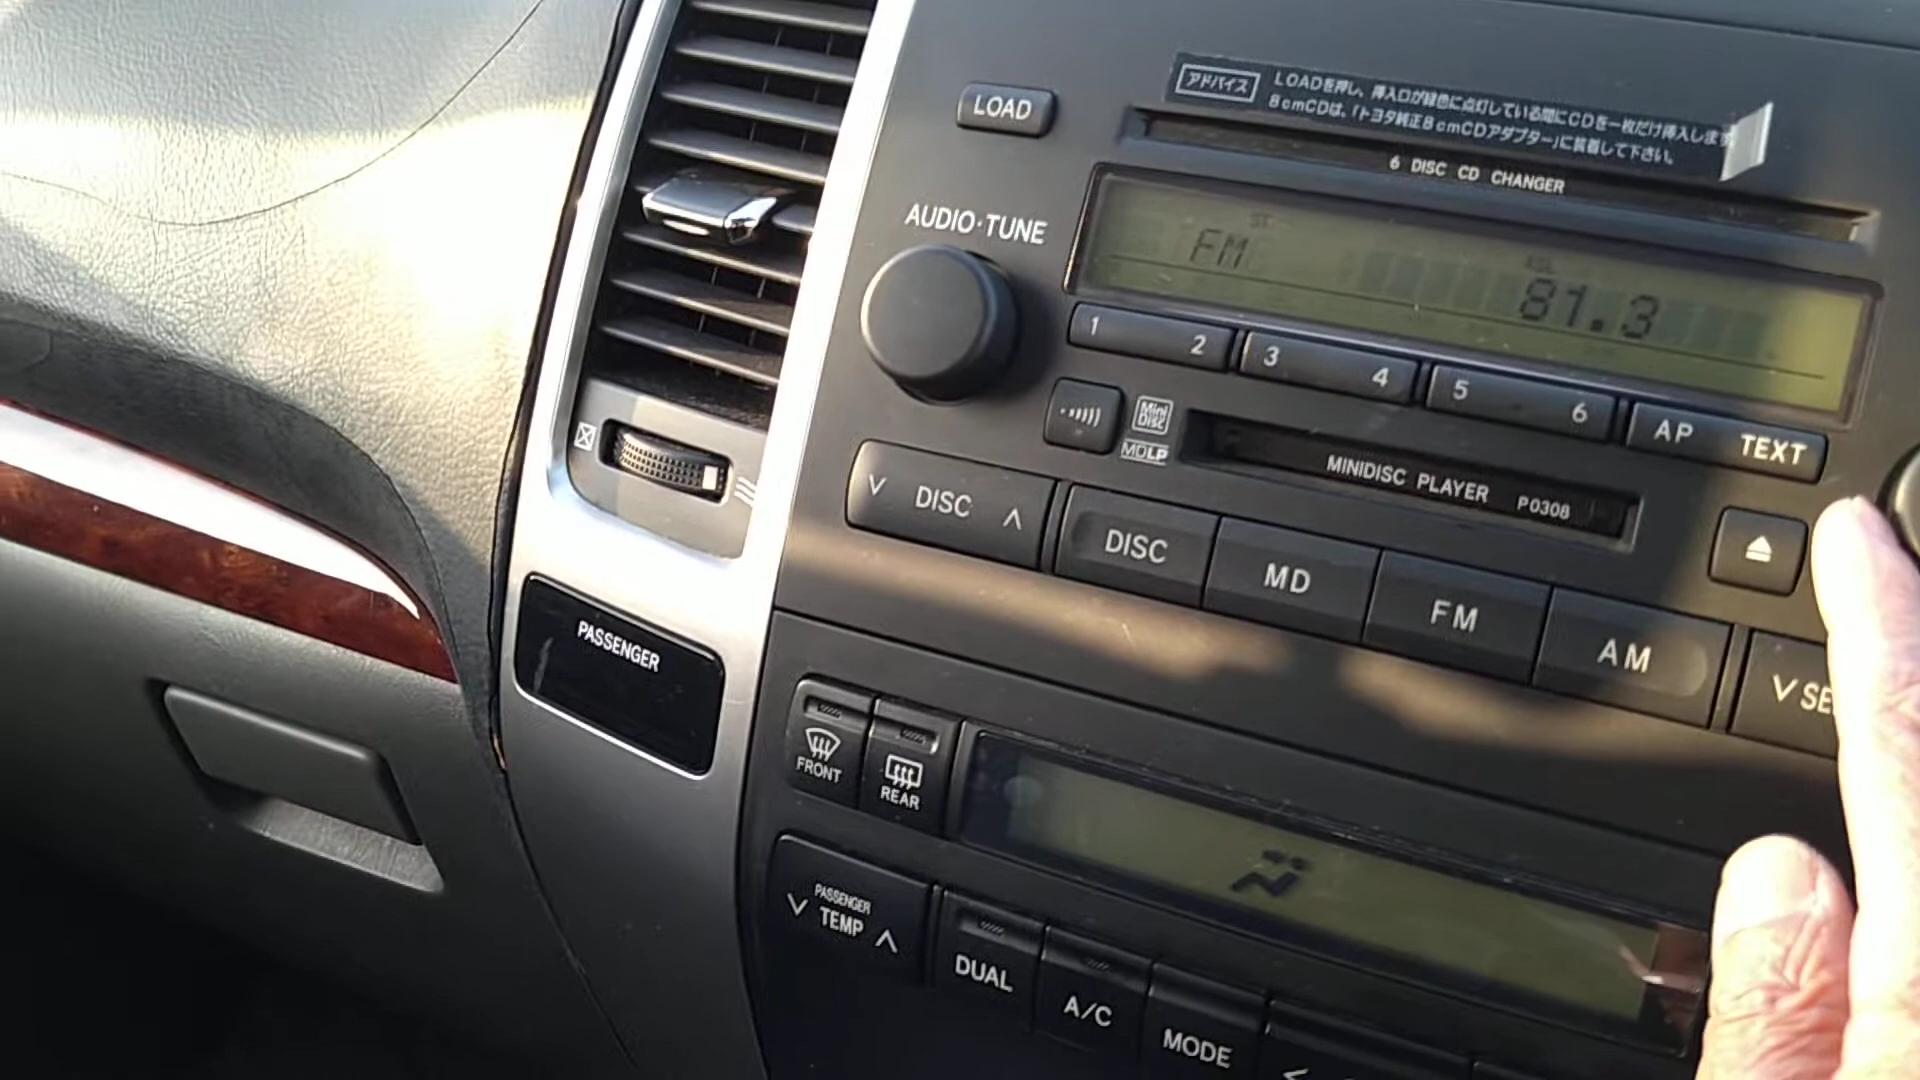 LOAD
アドバイス
LOADを押し、挿入口が緑色に点灯している間にCDを一枚だけ挿入します
8cmCDは、「トヨタ純正8cmCDアダプター」に装着して下さい。
6 DISC CD CHANGER
AUDIO·TUNE
ST
FM
81.3
1 2 3 4 5 6 AP TEXT
Mini Disc
MDLP
MINIDISC PLAYER P0308
∨ DISC ∧
DISC MD FM AM
∨ SE
PASSENGER
FRONT
REAR
PASSENGER
∨ TEMP ∧
DUAL
A/C
MODE
<